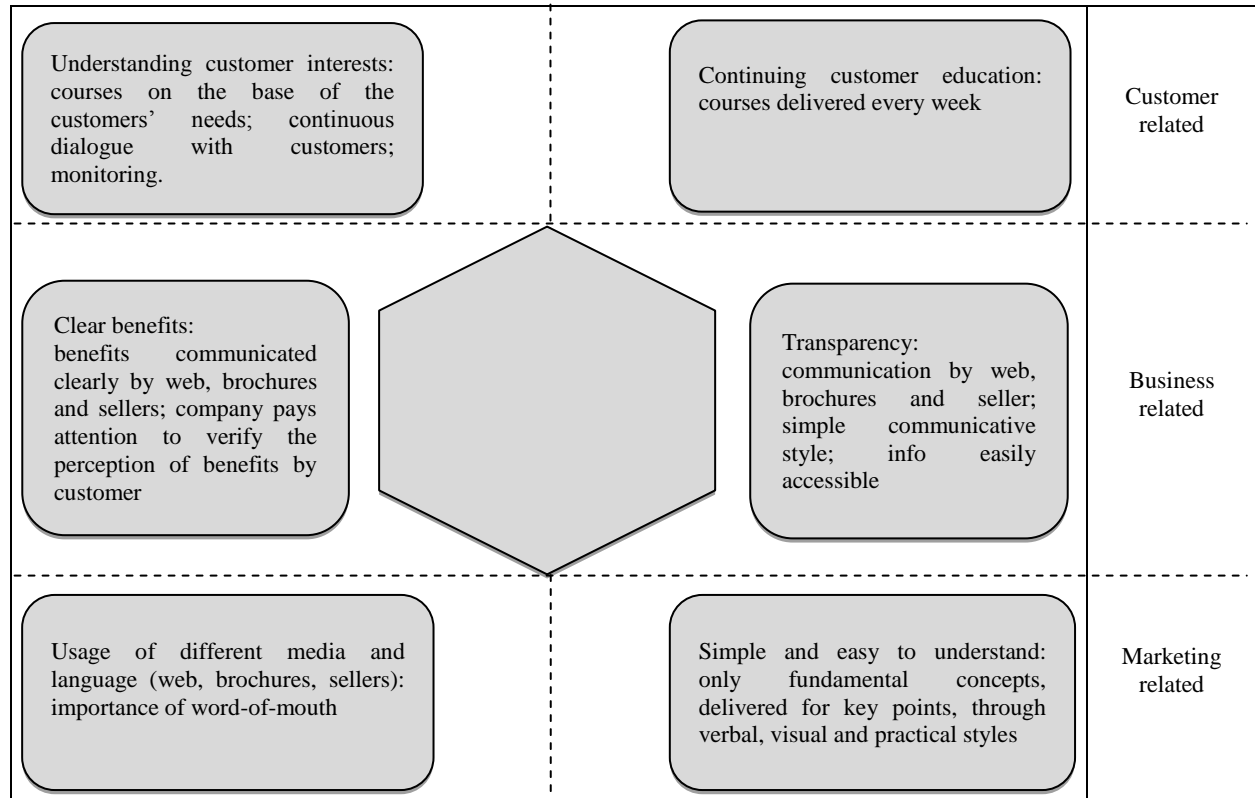 Understanding customer interests:
courses on the base of the
customers’ needs; continuous
dialogue with customers;
monitoring.
Continuing customer education:
courses delivered every week
Customer
related
Clear benefits:
benefits communicated
clearly by web, brochures
and sellers; company pays
attention to verify the
perception of benefits by
customer
Transparency:
communication by web,
brochures and seller;
simple communicative
style; info easily
accessible
Business
related
Usage of different media and
language (web, brochures, sellers):
importance of word-of-mouth
Simple and easy to understand:
only fundamental concepts,
delivered for key points, through
verbal, visual and practical styles
Marketing
related